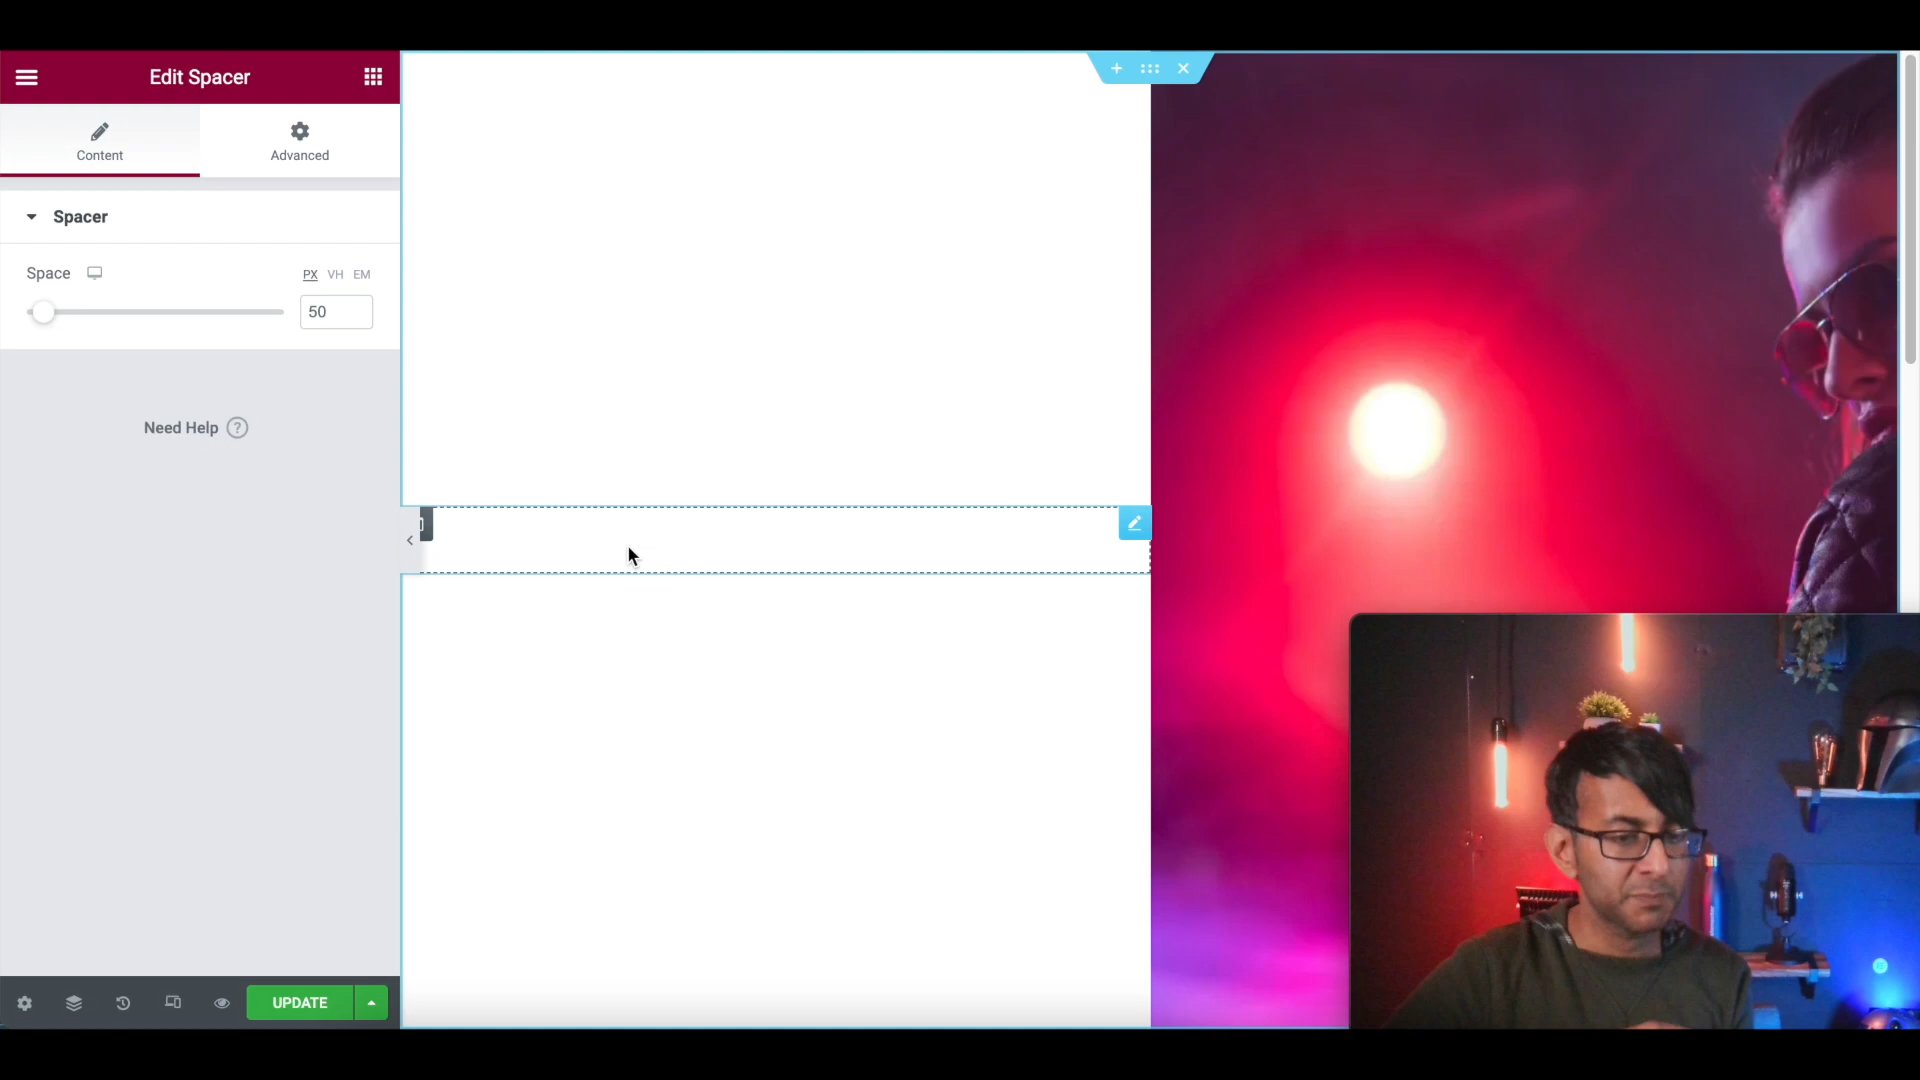 Edit Spacer
Content
Advanced
Spacer
Space
PX VH EM
50
Need Help ?
UPDATE